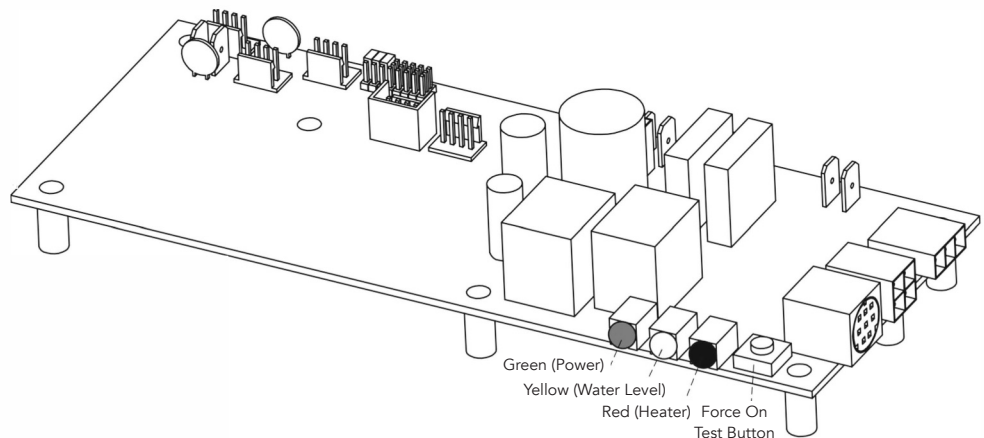 Green (Power)
Yellow (Water Level)
Red (Heater)
Force On
Test Button